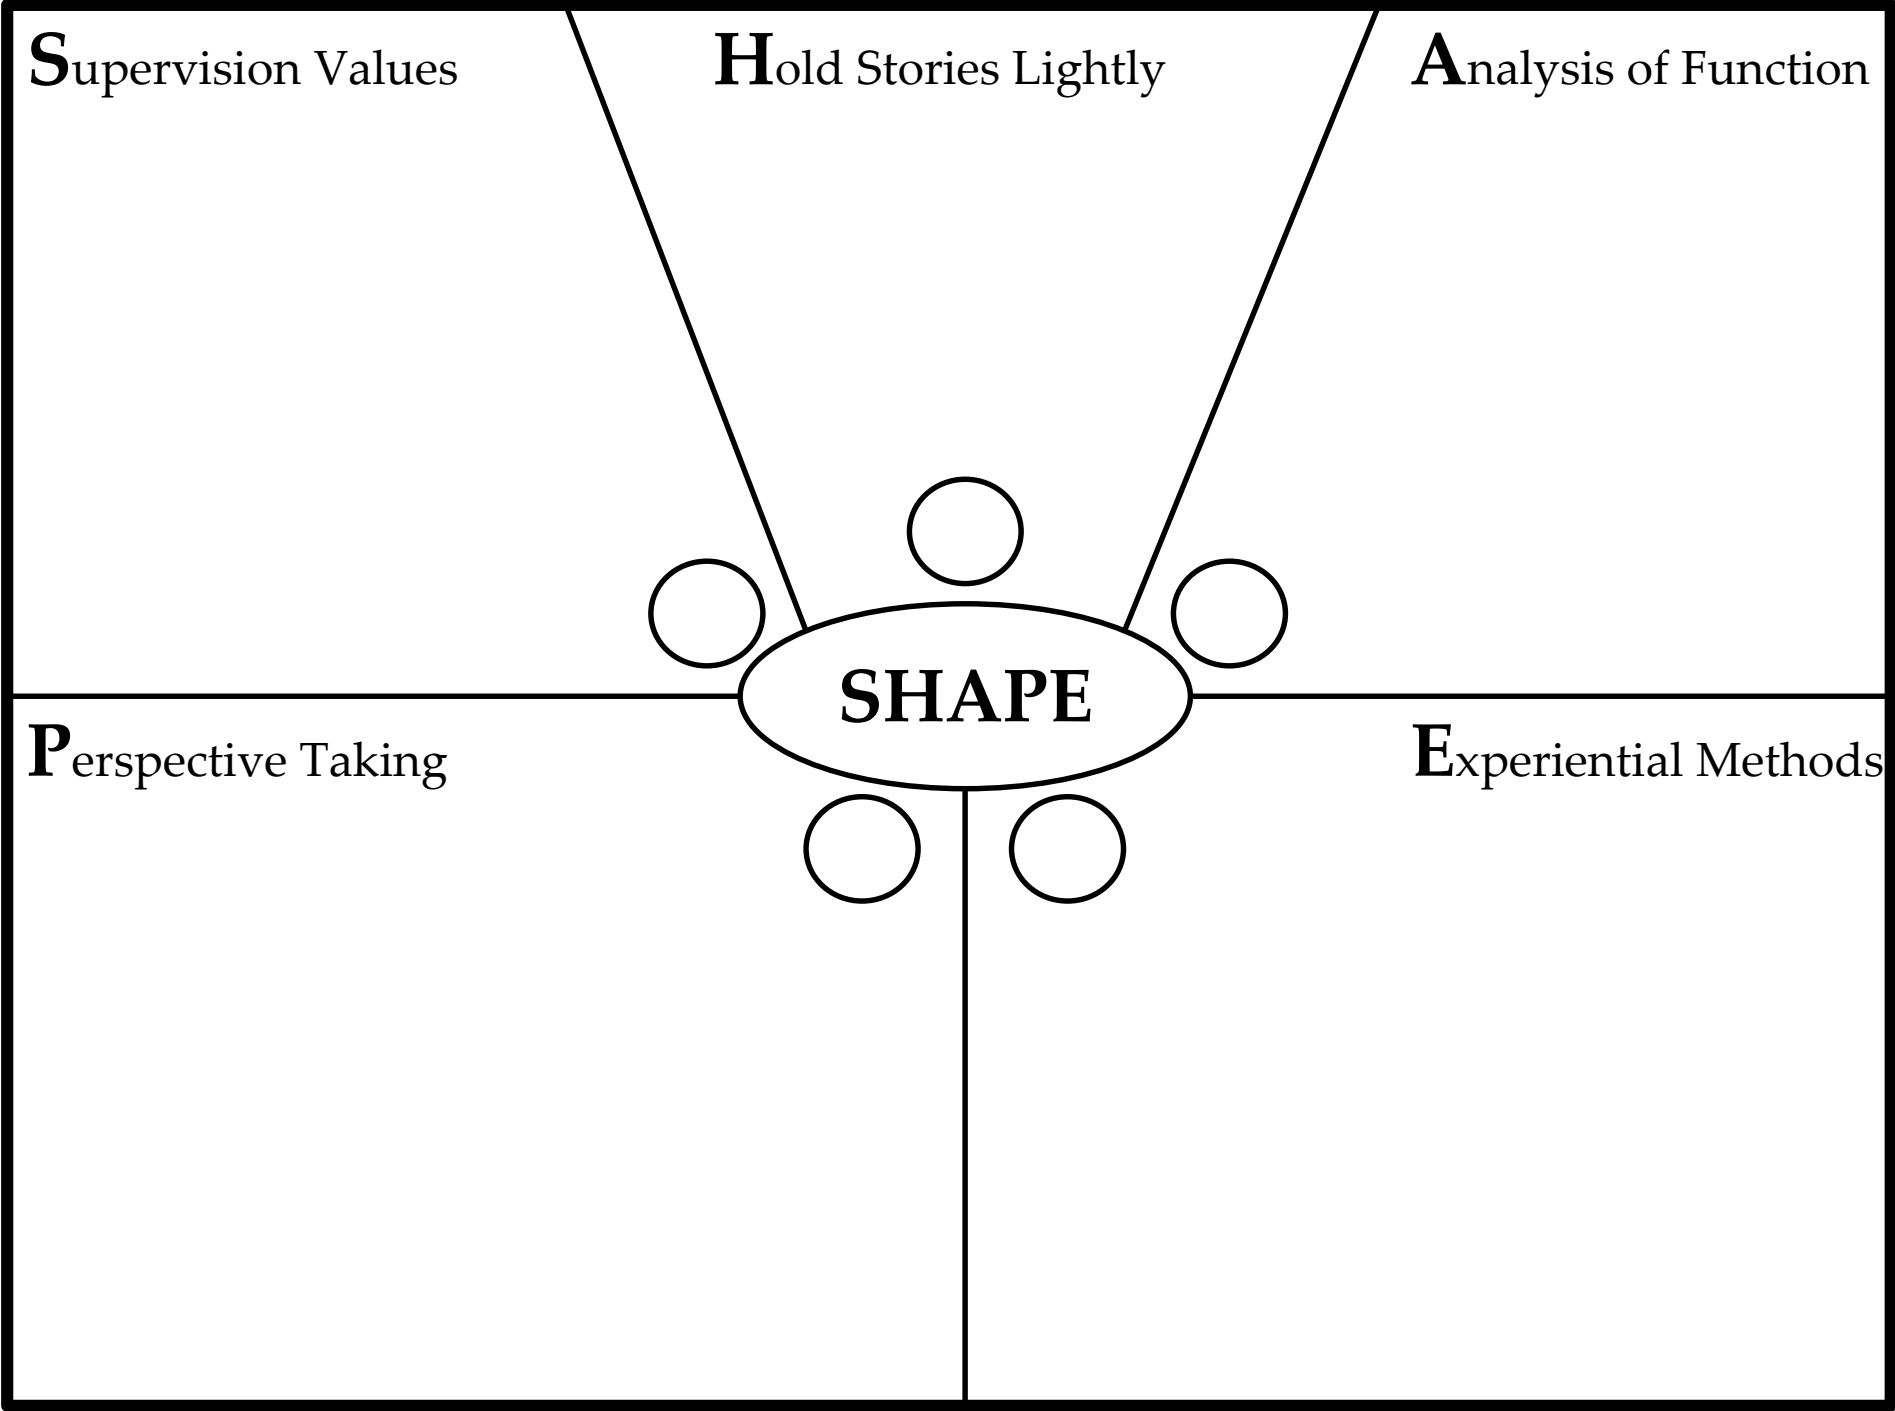 Supervision Values
Hold Stories Lightly
Analysis of Function
SHAPE
Perspective Taking
Experiential Methods